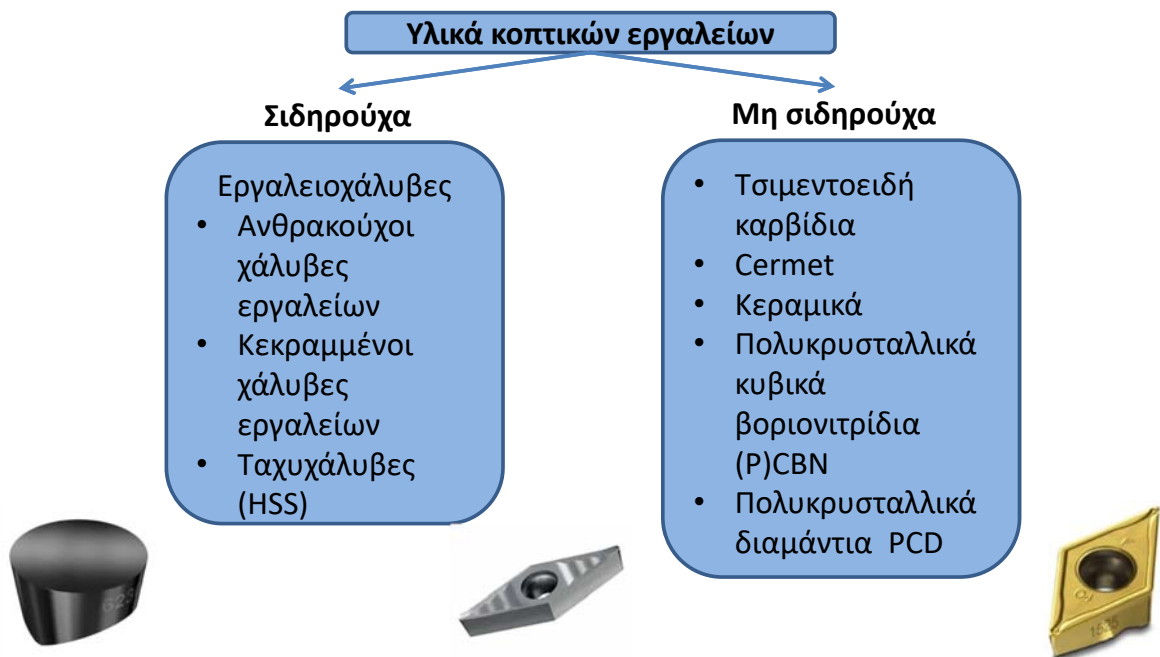 Υλικά κοπτικών εργαλείων
Σιδηρούχα
Εργαλειοχάλυβες
• Ανθρακούχοι
χάλυβες
εργαλείων
• Κεκραμμένοι
χάλυβες
εργαλείων
• Ταχυχάλυβες
(HSS)
Μη σιδηρούχα
• Τσιμεντοειδή
καρβίδια
• Cermet
• Κεραμικά
• Πολυκρυσταλλικά
κυβικά
βοριονιτρίδια
(P)CBN
• Πολυκρυσταλλικά
διαμάντια PCD
1525